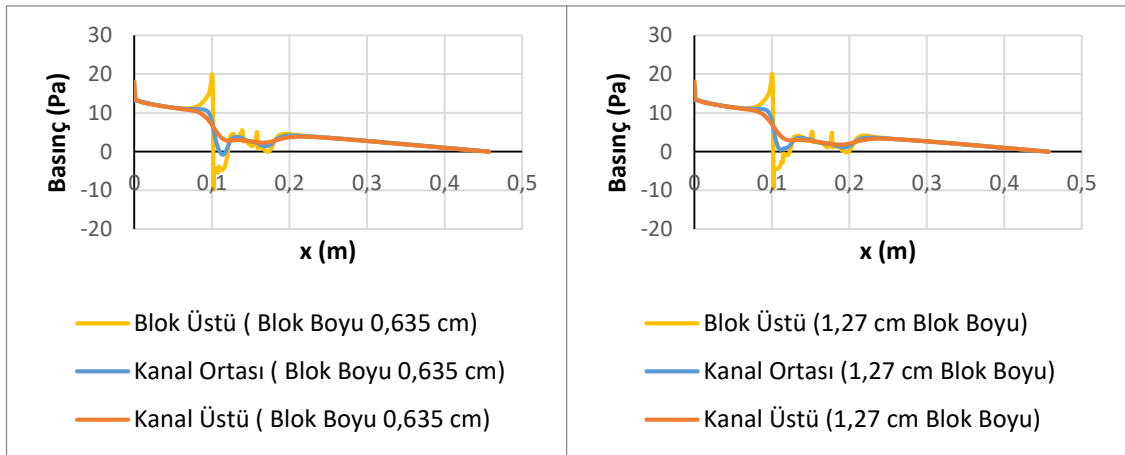 30
20
10
0
-10
-20
0
0,1
0,2
0,3
0,4
0,5
Basınç (Pa)
x (m)
Blok Üstü ( Blok Boyu 0,635 cm)
Kanal Ortası ( Blok Boyu 0,635 cm)
Kanal Üstü ( Blok Boyu 0,635 cm)
30
20
10
0
-10
-20
0
0,1
0,2
0,3
0,4
0,5
Basınç (Pa)
x (m)
Blok Üstü (1,27 cm Blok Boyu)
Kanal Ortası (1,27 cm Blok Boyu)
Kanal Üstü (1,27 cm Blok Boyu)